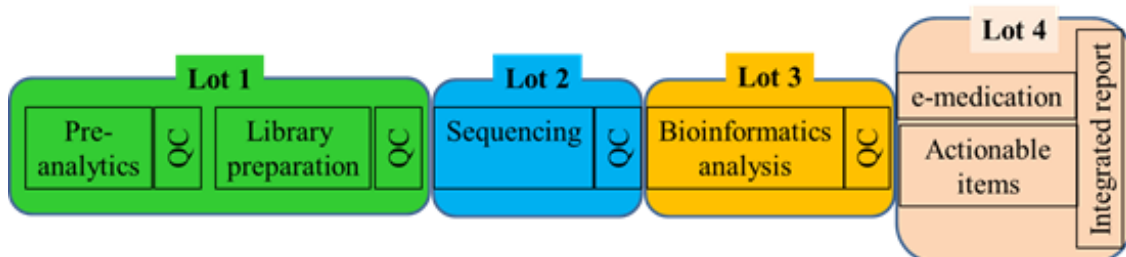 Lot 1
Pre-
analytics
QC
Library
preparation
QC
Lot 2
Sequencing
QC
Lot 3
Bioinformatics
analysis
QC
Lot 4
e-medication
Actionable
items
Integrated report